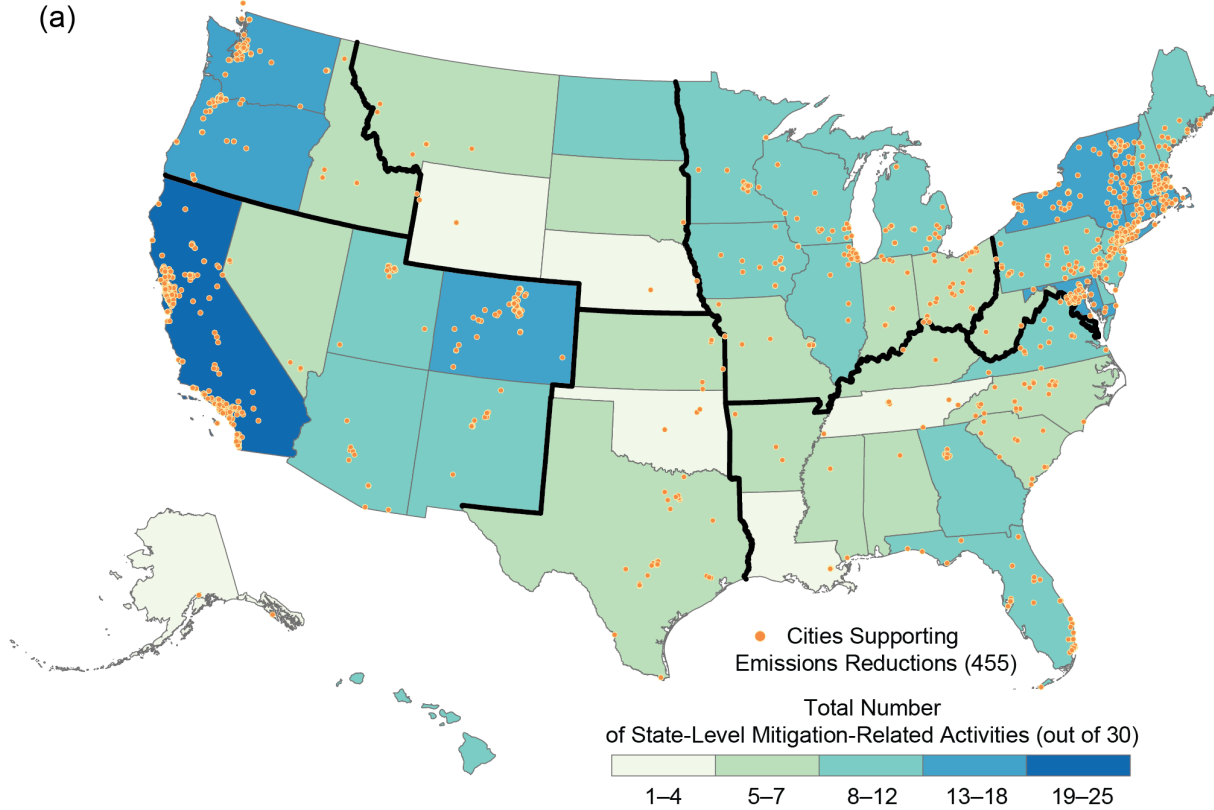 (a)
Cities Supporting
Emissions Reductions (455)
Total Number
of State-Level Mitigation-Related Activities (out of 30)
1–4 5–7 8–12 13–18 19–25